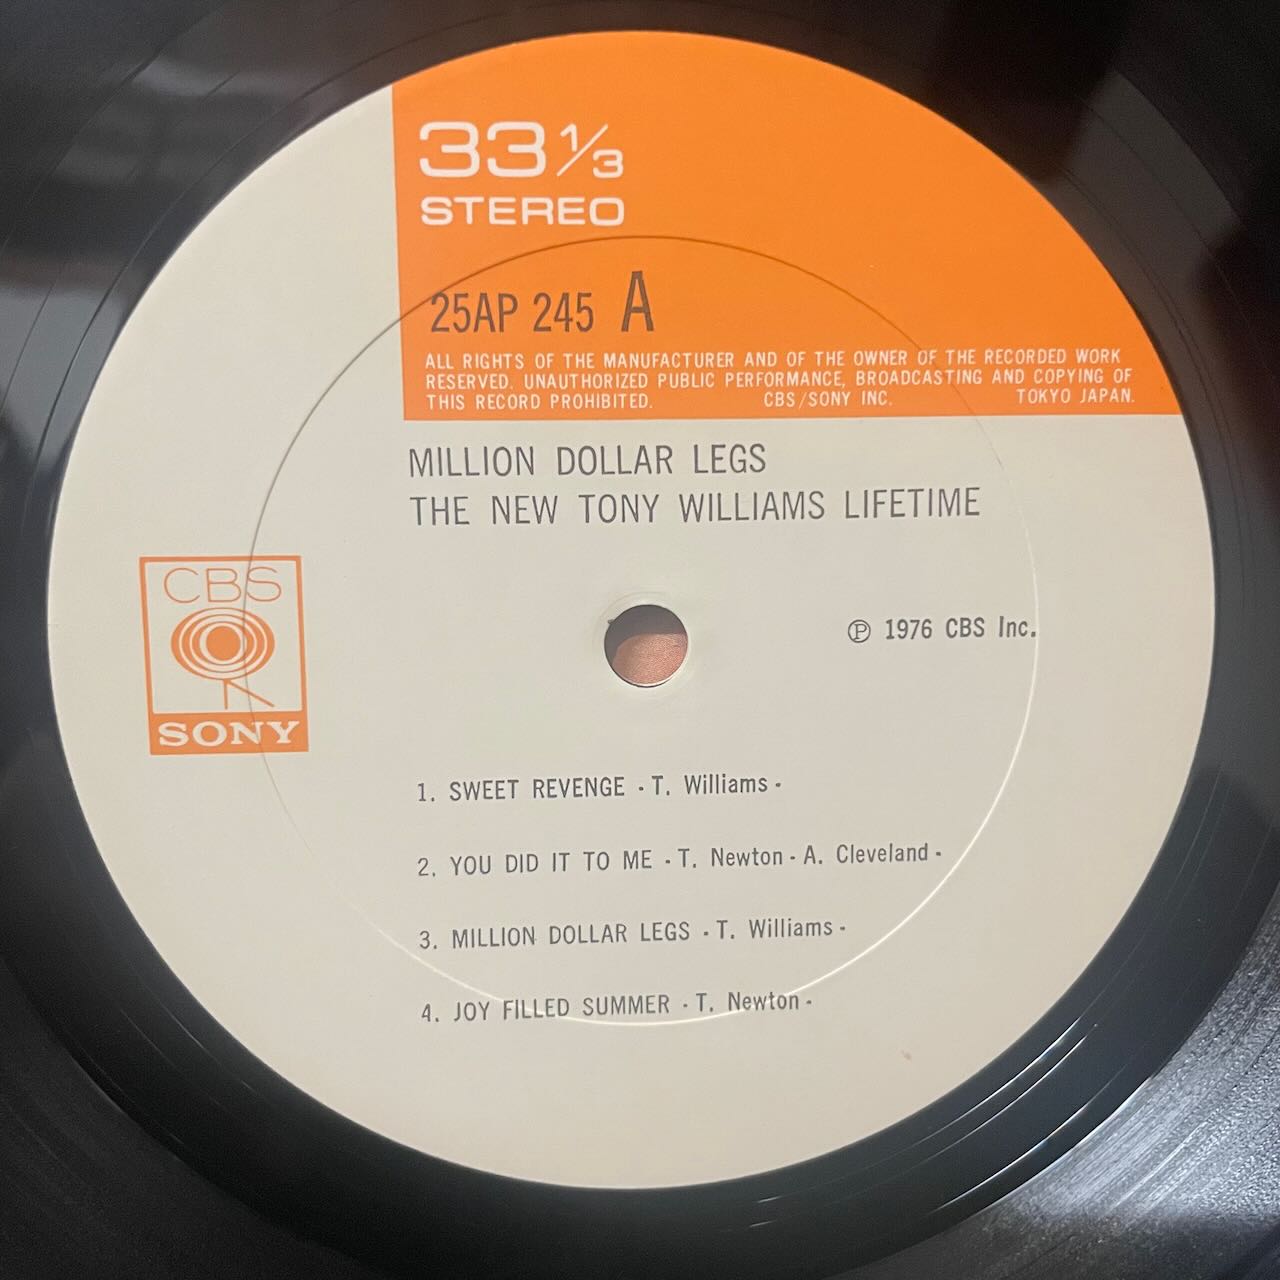 33 1/3
STEREO
25AP 245 A
ALL RIGHTS OF THE MANUFACTURER AND OF THE OWNER OF THE RECORDED WORK
RESERVED. UNAUTHORIZED PUBLIC PERFORMANCE, BROADCASTING AND COPYING OF
THIS RECORD PROHIBITED. CBS/SONY INC. TOKYO JAPAN.
MILLION DOLLAR LEGS
THE NEW TONY WILLIAMS LIFETIME
CBS
SONY
℗ 1976 CBS Inc.
1. SWEET REVENGE - T. Williams -
2. YOU DID IT TO ME - T. Newton - A. Cleveland -
3. MILLION DOLLAR LEGS - T. Williams -
4. JOY FILLED SUMMER - T. Newton -